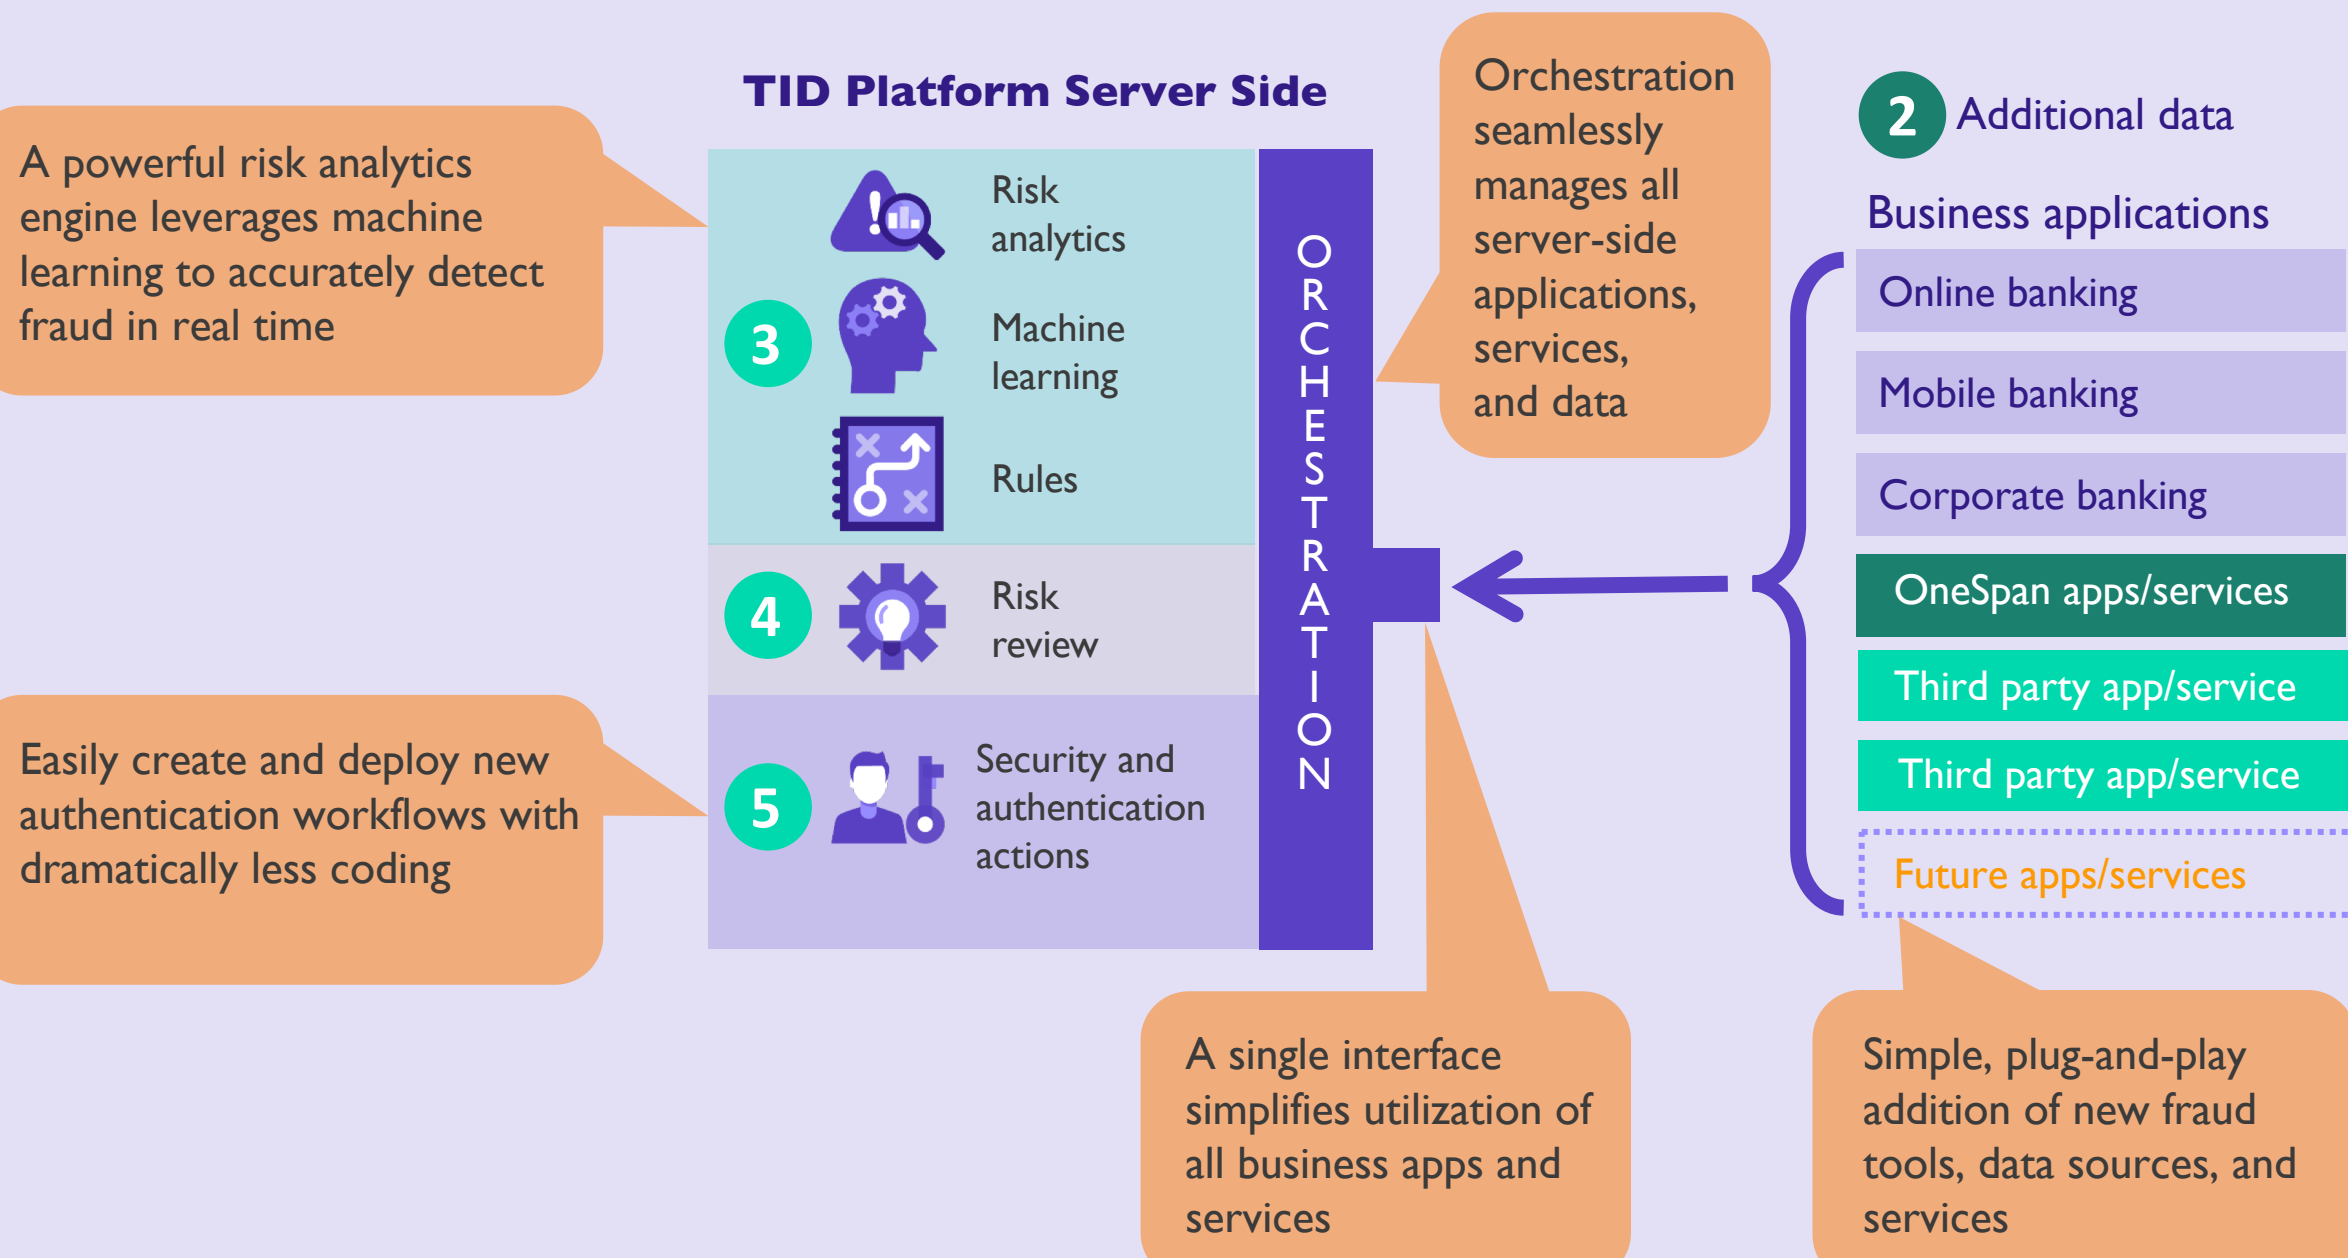 TID Platform Server Side
A powerful risk analytics
engine leverages machine
learning to accurately detect
fraud in real time
Easily create and deploy new
authentication workflows with
dramatically less coding
3
Risk
analytics
Machine
learning
Rules
4
Risk
review
5
Security and
authentication
actions
ORCHESTRATION
Orchestration
seamlessly
manages all
server-side
applications,
services,
and data
2 Additional data
Business applications
Online banking
Mobile banking
Corporate banking
OneSpan apps/services
Third party app/service
Third party app/service
Future apps/services
A single interface
simplifies utilization of
all business apps and
services
Simple, plug-and-play
addition of new fraud
tools, data sources, and
services